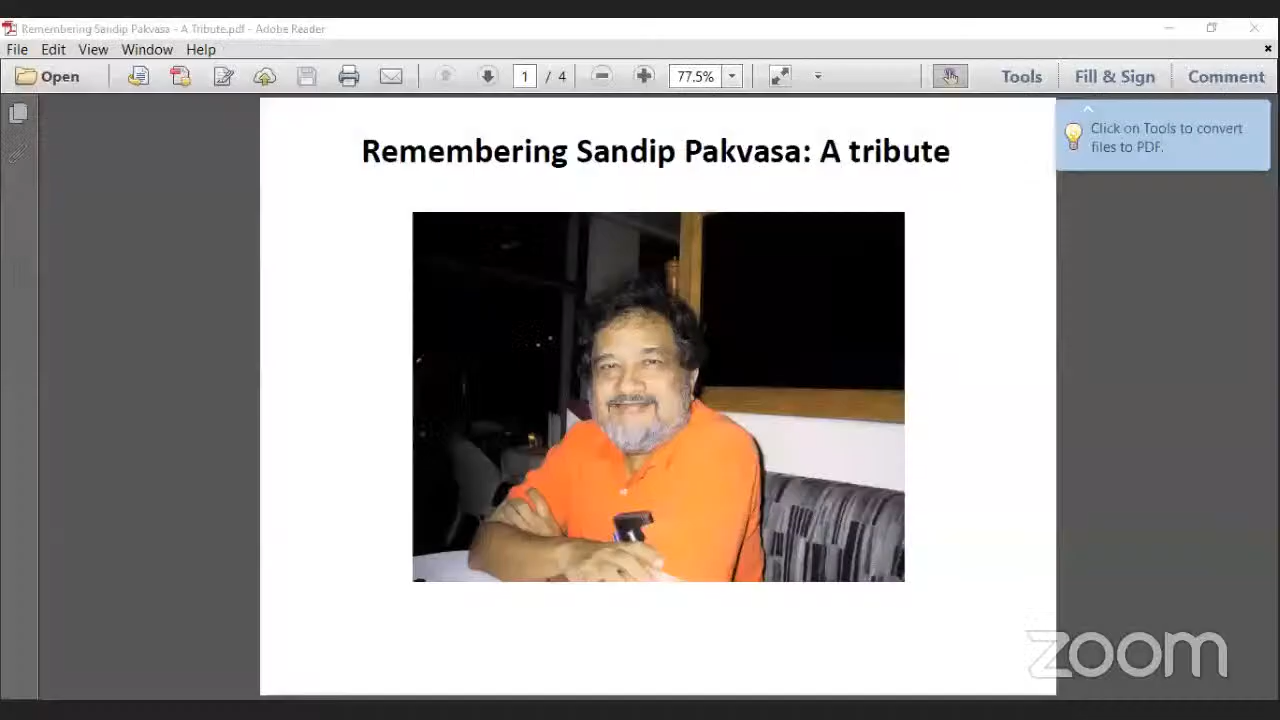 Remembering Sandip Pakvasa - A Tribute.pdf - Adobe Reader
File Edit View Window Help
Open 1 / 4 77.5% Tools Fill & Sign Comment
Click on Tools to convert
files to PDF.
Remembering Sandip Pakvasa: A tribute
zoom